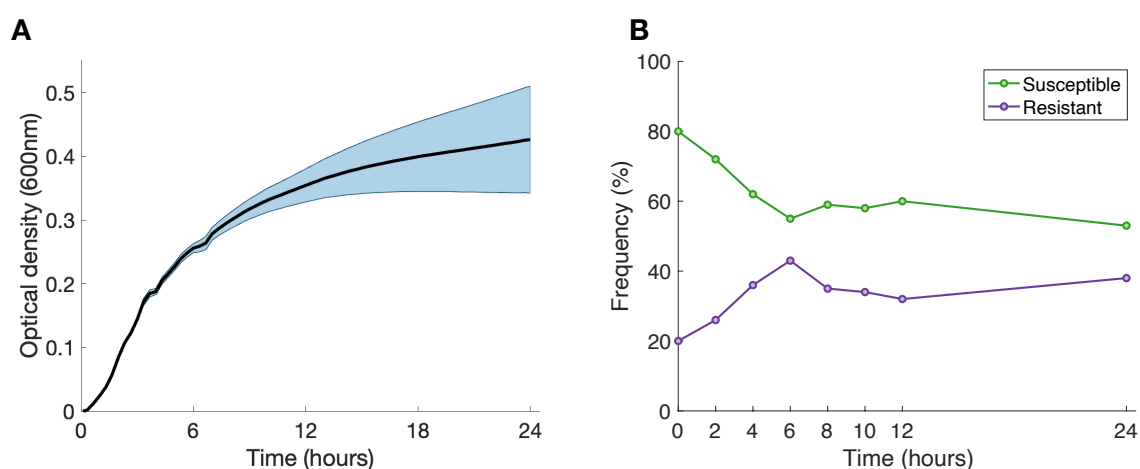 A
Optical density (600nm)
0.5
0.4
0.3
0.2
0.1
0
0 6 12 18 24
Time (hours)
B
Frequency (%)
100
80
60
40
20
0
Susceptible
Resistant
0 2 4 6 8 10 12 24
Time (hours)